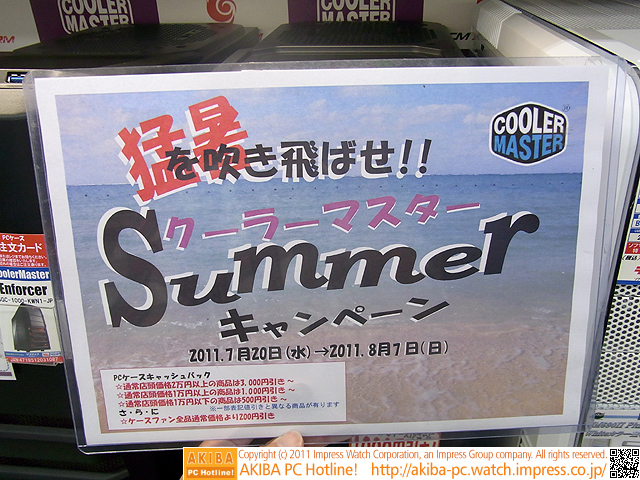 COOLER
MASTER
COOLER
MASTER
COOLER
MASTER
猛暑を吹き飛ばせ!!
クーラーマスター
Summer
キャンペーン
2011.7月20日(水)→2011.8月7日(日)
PCケースキャッシュバック
☆通常店頭価格2万円以上の商品は3,000円引き～
☆通常店頭価格1万円以上の商品は1,000円引き～
☆通常店頭価格1万円以下の商品は500円引き～
※一部表記値引きと異なる商品が有ります
さ・ら・に
☆ケースファン全品通常価格より200円引き
PCケース
注文カード
CoolerMaster
Enforcer
SGC-1000-KWN1-JP
AKIBA
PC Hotline!
Copyright (c) 2011 Impress Watch Corporation, an Impress Group company. All rights reserved.
AKIBA PC Hotline! http://akiba-pc.watch.impress.co.jp/